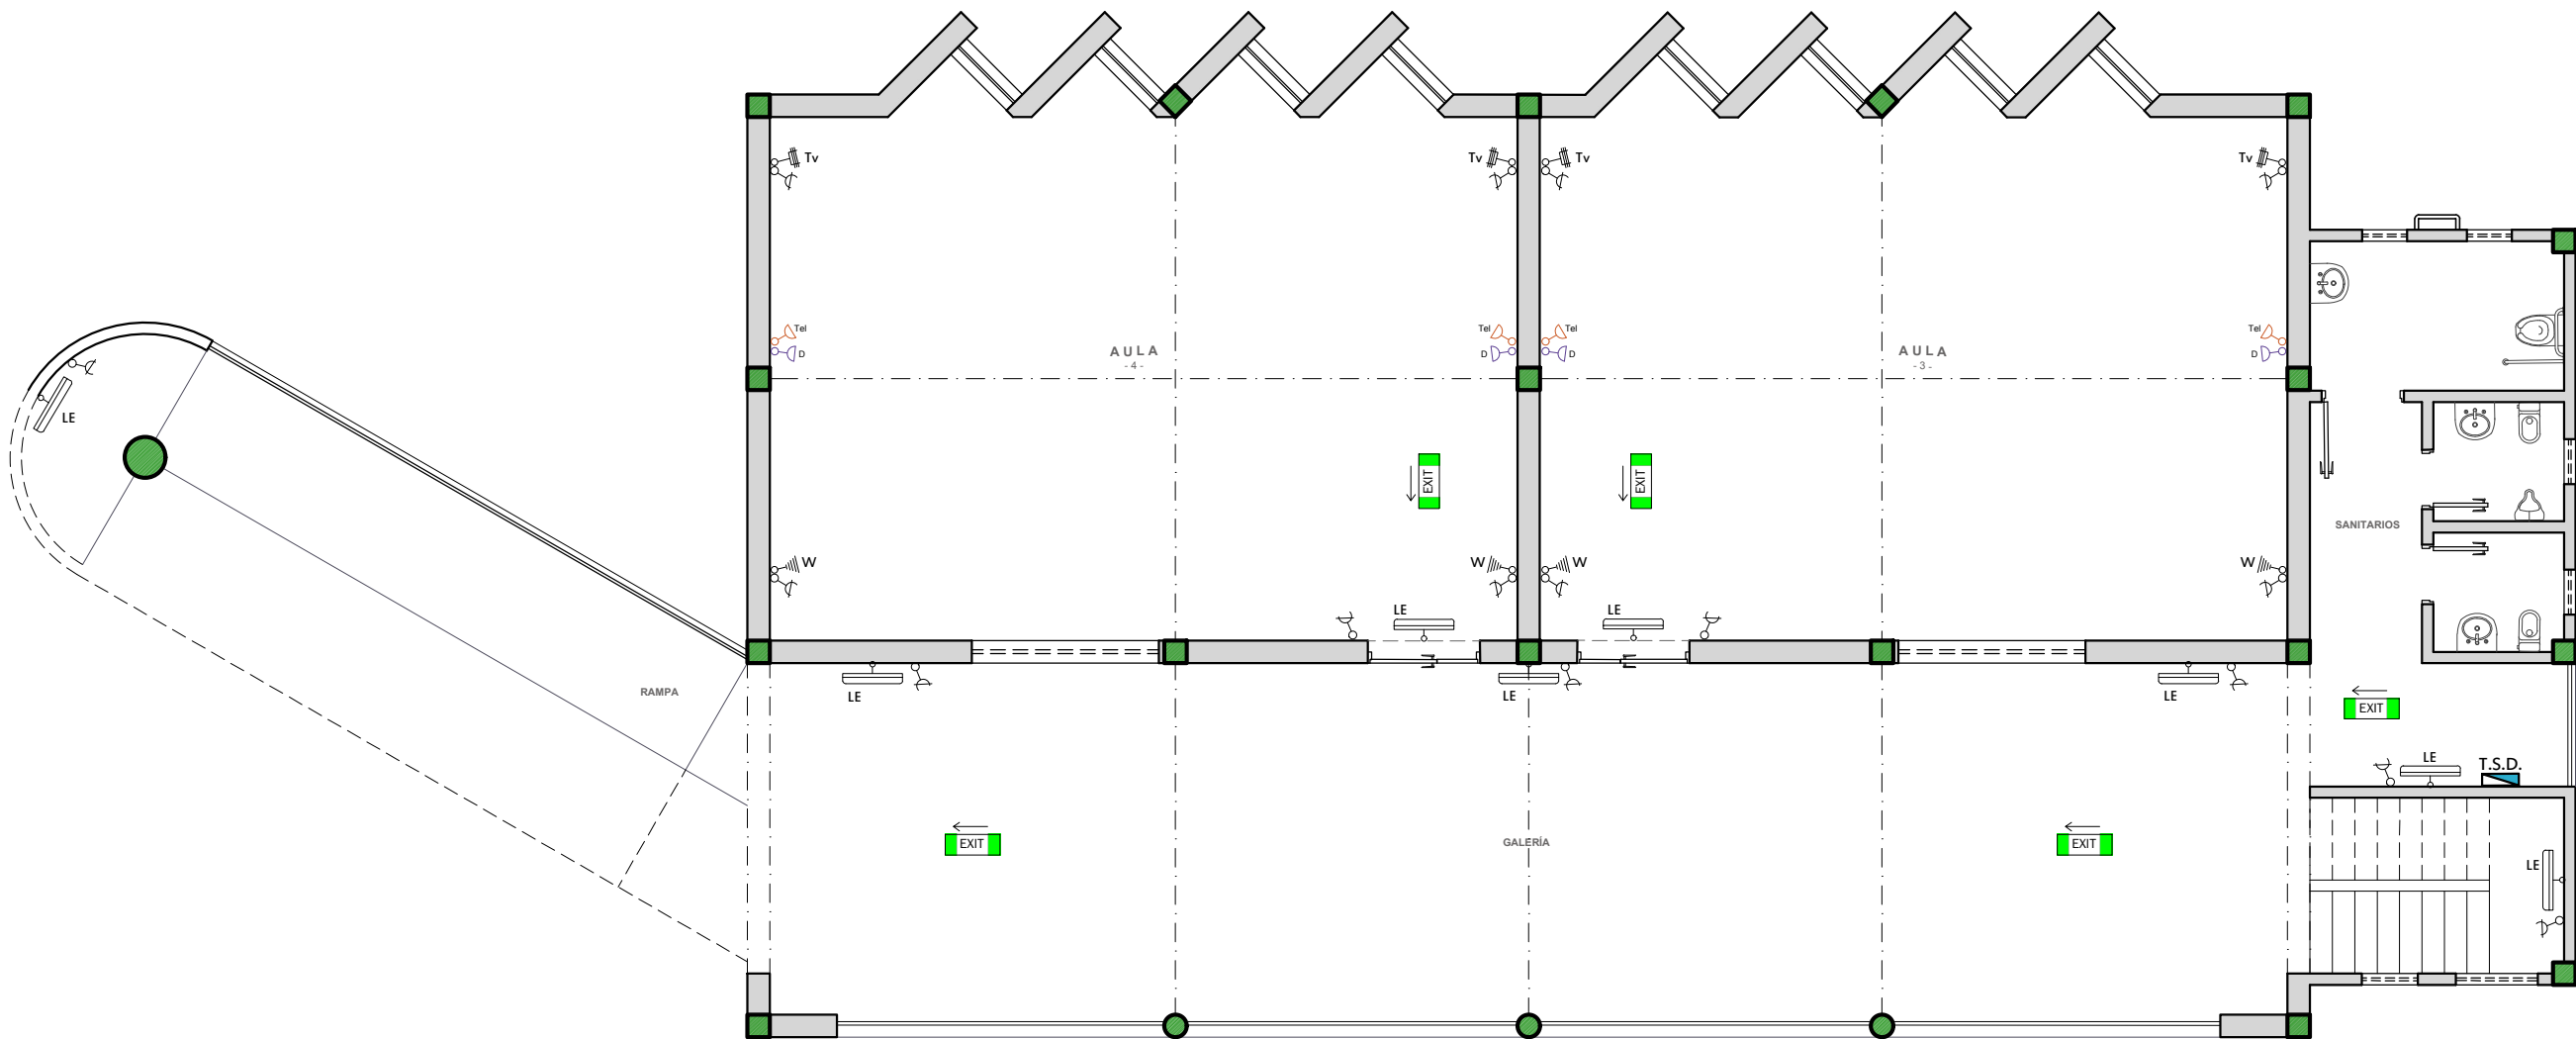 Tv
Tv
Tv
Tv
Tel
D
Tel
D
Tel
D
Tel
D
AULA
- 4 -
AULA
- 3 -
LE
EXIT
EXIT
SANITARIOS
W
W
W
W
LE
LE
RAMPA
LE
LE
LE
EXIT
LE
T.S.D.
EXIT
GALERÍA
EXIT
LE